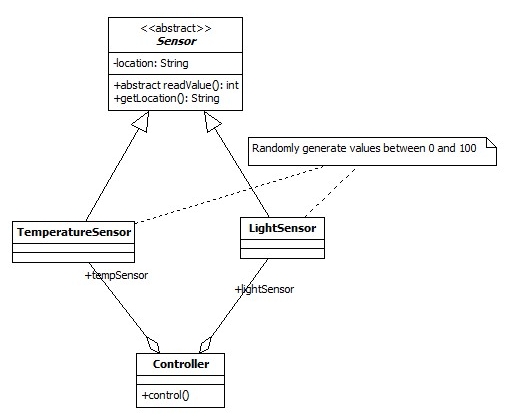 <<abstract>>
Sensor
-location: String
+abstract readValue(): int
+getLocation(): String
Randomly generate values between 0 and 100
TemperatureSensor
LightSensor
+tempSensor
+lightSensor
Controller
+control()